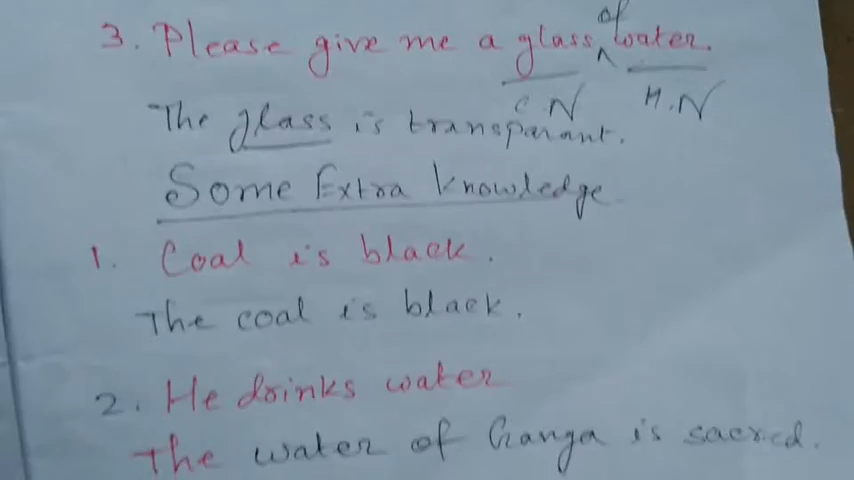 3. Please give me a glass of water.
C.N M.N
The glass is transparant.
Some Extra Knowledge.
1. Coal is black.
The coal is black.
2. He drinks water
The water of Ganga is sacred.